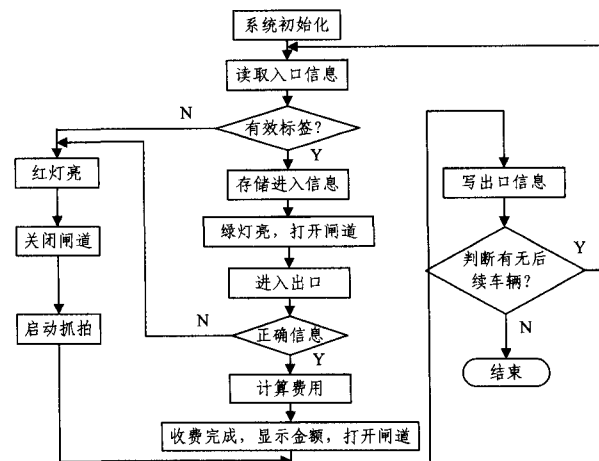 系统初始化
读取入口信息
N
有效标签?
Y
红灯亮
存储进入信息
写出口信息
关闭闸道
绿灯亮，打开闸道
判断有无后
续车辆?
Y
进入出口
启动抓拍
N
正确信息
N
Y
计算费用
结束
收费完成，显示金额，打开闸道